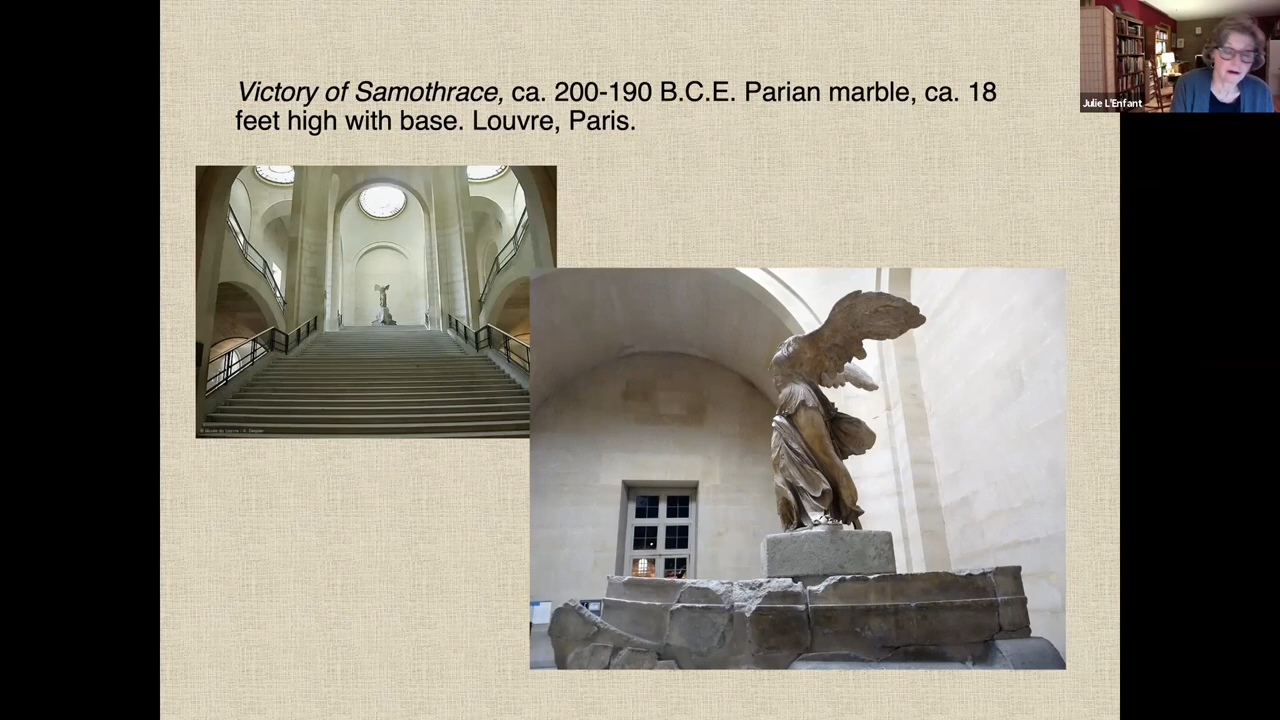 Victory of Samothrace, ca. 200-190 B.C.E. Parian marble, ca. 18
feet high with base. Louvre, Paris.
Julie L'Enfant